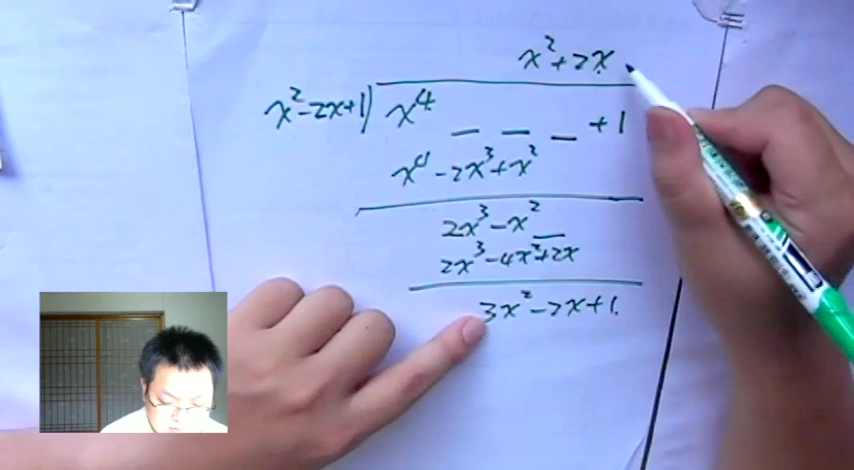 x² + 2x
x² - 2x + 1 ) x⁴ _ _ _ + 1
x⁴ - 2x³ + x²
2x³ - x² _
2x³ - 4x² + 2x
3x² - 2x + 1